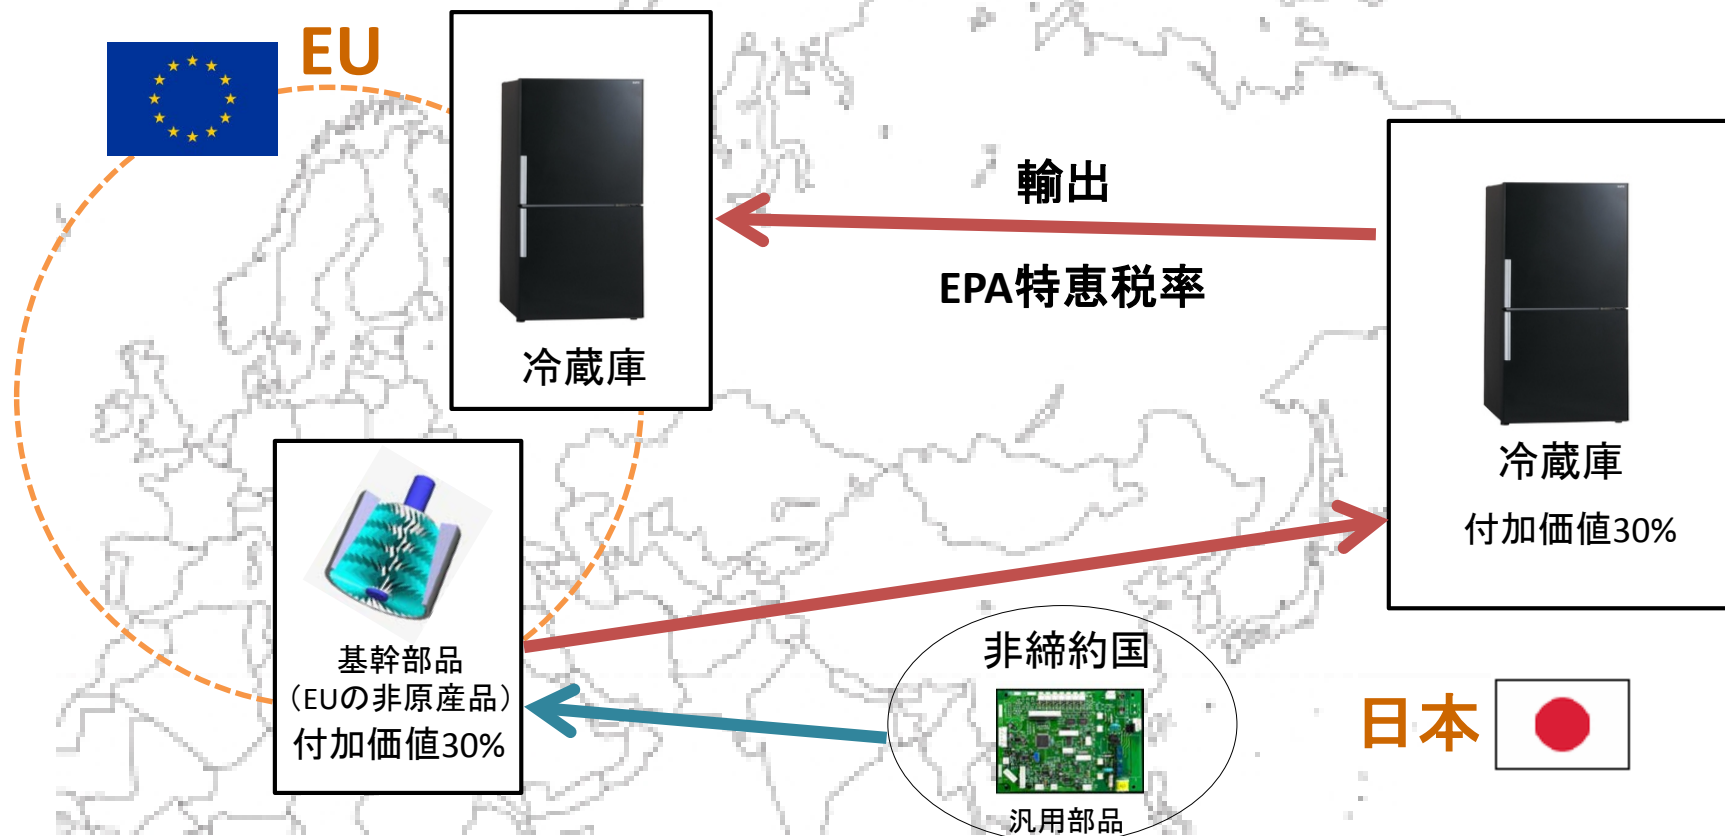 EU
輸出
EPA特恵税率
冷蔵庫
冷蔵庫
付加価値30%
基幹部品
（EUの非原産品）
付加価値30%
非締約国
汎用部品
日本